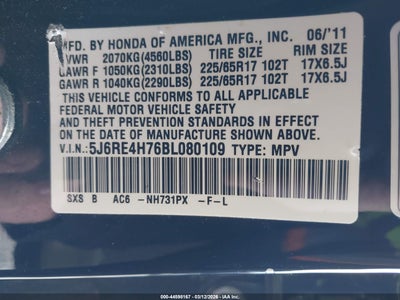 MFD. BY HONDA OF AMERICA MFG., INC. 06/11
GVWR 2070KG(4560LBS) TIRE SIZE RIM SIZE
GAWR F 1050KG(2310LBS) 225/65R17 102T 17X6.5J
GAWR R 1040KG(2290LBS) 225/65R17 102T 17X6.5J
THIS VEHICLE CONFORMS TO ALL APPLICABLE
FEDERAL MOTOR VEHICLE SAFETY
AND THEFT PREVENTION STANDARDS IN EFFECT
ON THE DATE OF MANUFACTURE SHOWN ABOVE.
V.I.N.: 5J6RE4H76BL080109 TYPE: MPV
SXS B AC6 -NH731PX -F-L
000-44598167 - 03/12/2026 - IAA Inc.